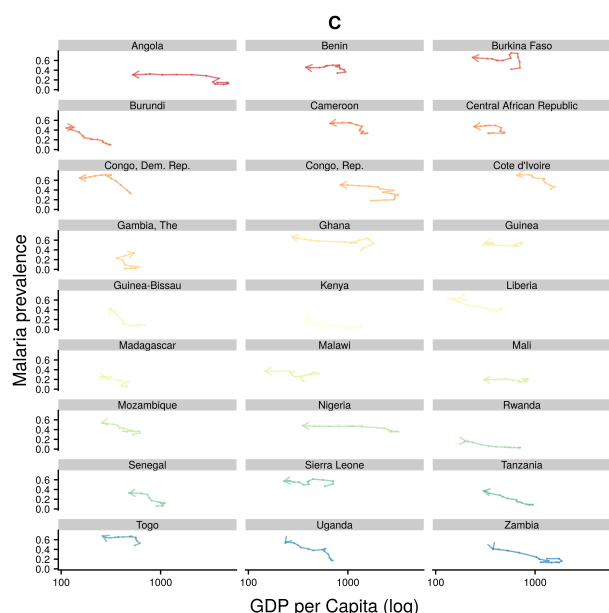 C
Angola Benin Burkina Faso
0.6
0.4
0.2
0.0
Burundi Cameroon Central African Republic
0.6
0.4
0.2
0.0
Congo, Dem. Rep. Congo, Rep. Cote d'Ivoire
0.6
0.4
0.2
0.0
Gambia, The Ghana Guinea
0.6
0.4
0.2
0.0
Guinea-Bissau Kenya Liberia
0.6
0.4
0.2
0.0
Madagascar Malawi Mali
0.6
0.4
0.2
0.0
Mozambique Nigeria Rwanda
0.6
0.4
0.2
0.0
Senegal Sierra Leone Tanzania
0.6
0.4
0.2
0.0
Togo Uganda Zambia
0.6
0.4
0.2
0.0
Malaria prevalence
100 1000 100 1000 100 1000
GDP per Capita (log)